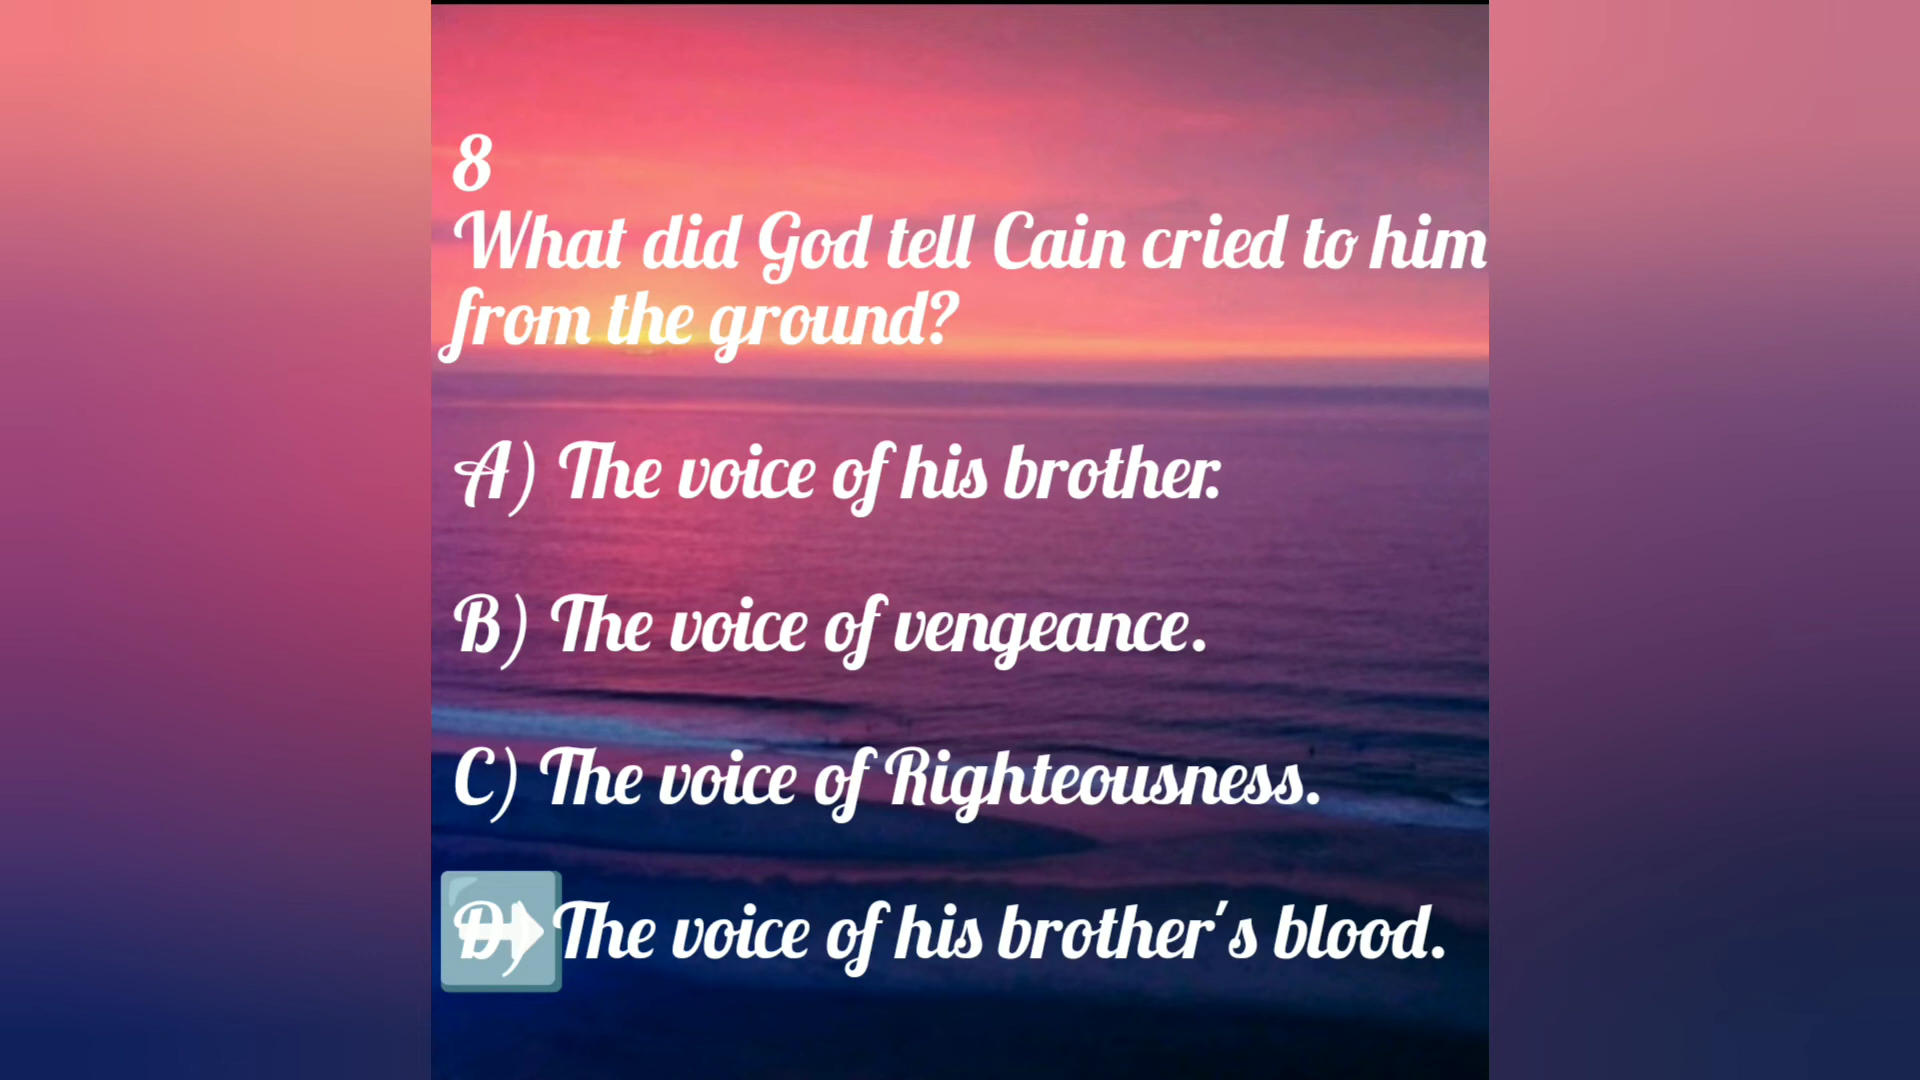 8
What did God tell Cain cried to him
from the ground?
A) The voice of his brother.
B) The voice of vengeance.
C) The voice of Righteousness.
D) The voice of his brother's blood.